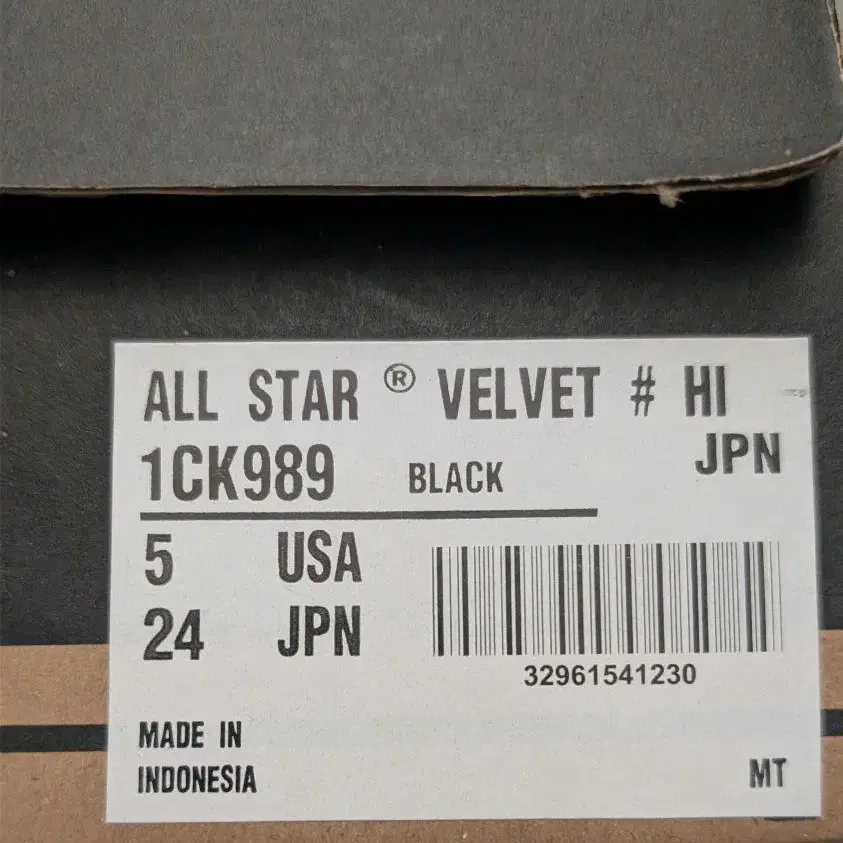 ALL STAR ® VELVET # HI
JPN
1CK989 BLACK
5 USA
24 JPN
32961541230
MADE IN
INDONESIA
MT